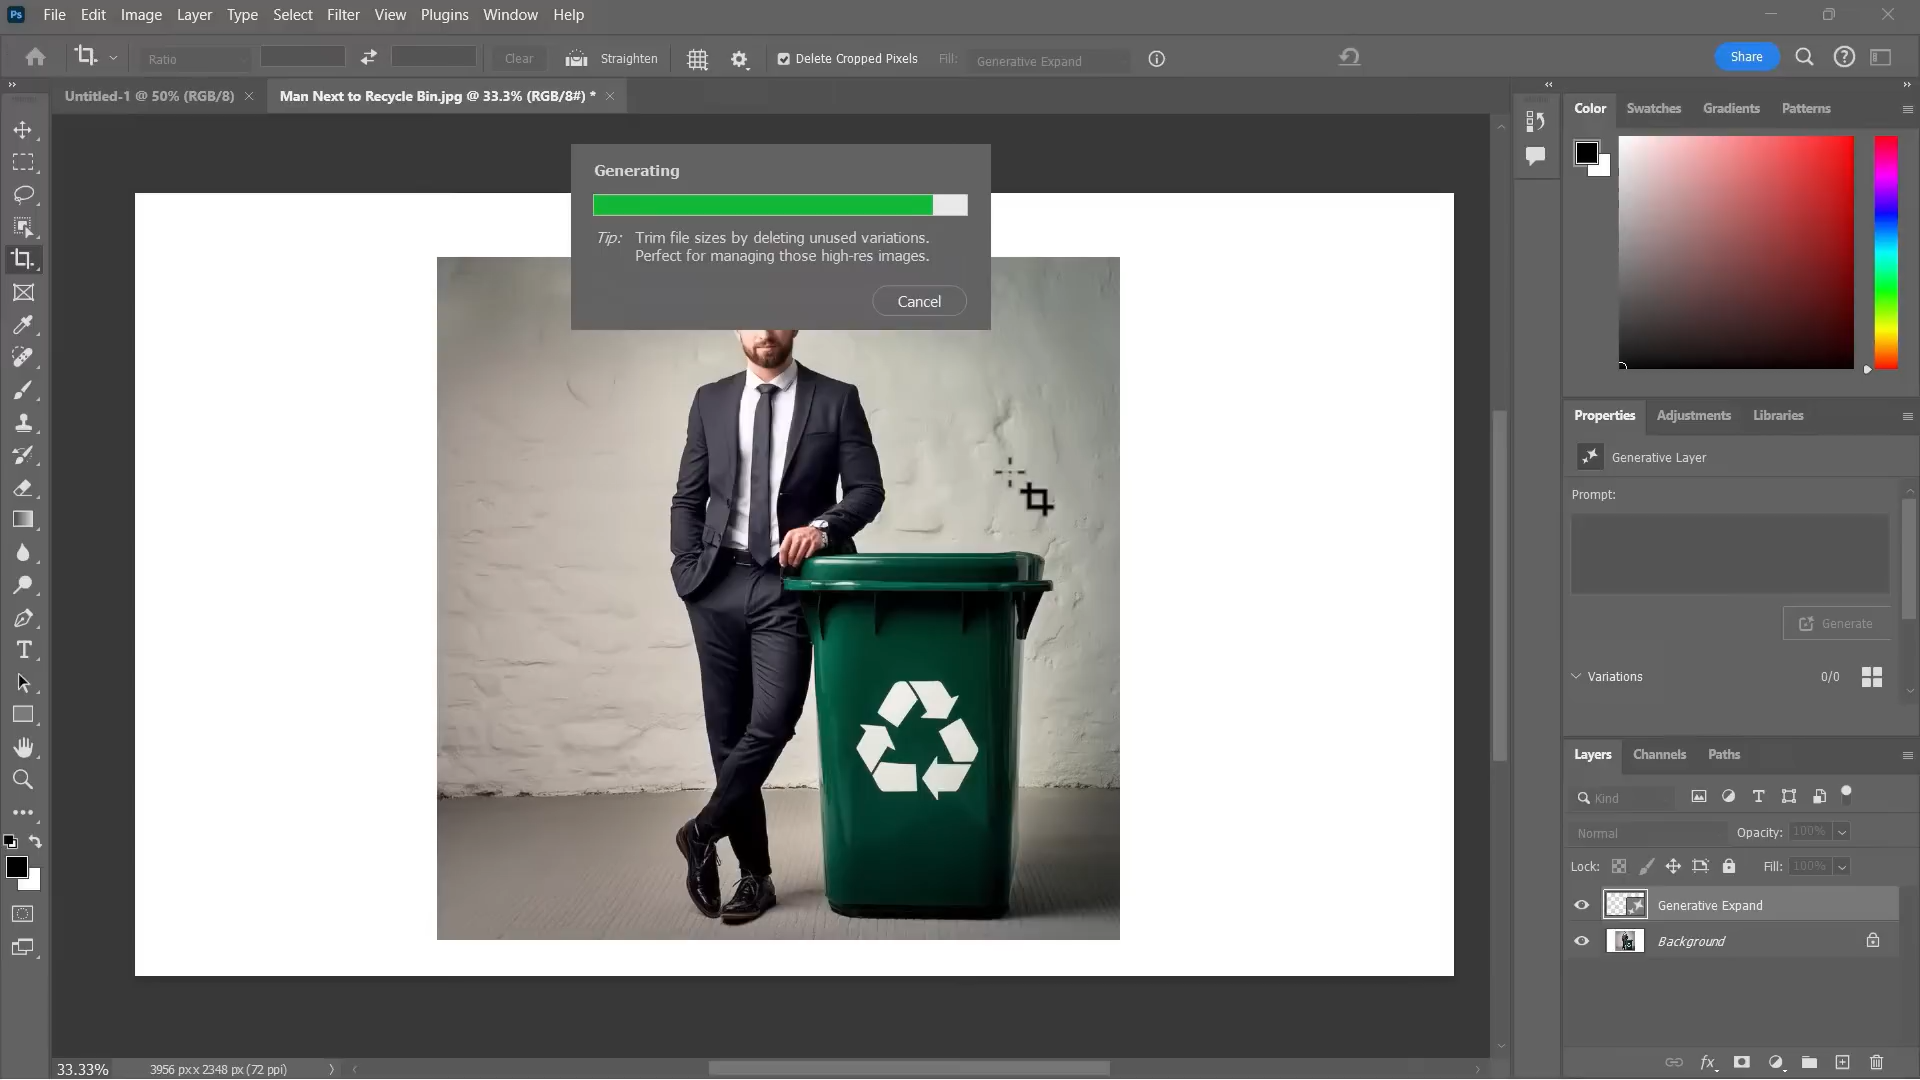 Ps File Edit Image Layer Type Select Filter View Plugins Window Help
Ratio Clear Straighten Delete Cropped Pixels Fill: Generative Expand Share
Untitled-1 @ 50% (RGB/8) Man Next to Recycle Bin.jpg @ 33.3% (RGB/8#) *
Color Swatches Gradients Patterns
Generating
Tip: Trim file sizes by deleting unused variations.
Perfect for managing those high-res images.
Cancel
Properties Adjustments Libraries
Generative Layer
Prompt:
Generate
Variations 0/0
Layers Channels Paths
Kind
Normal Opacity: 100%
Lock: Fill: 100%
Generative Expand
Background
33.33% 3956 px x 2348 px (72 ppi)